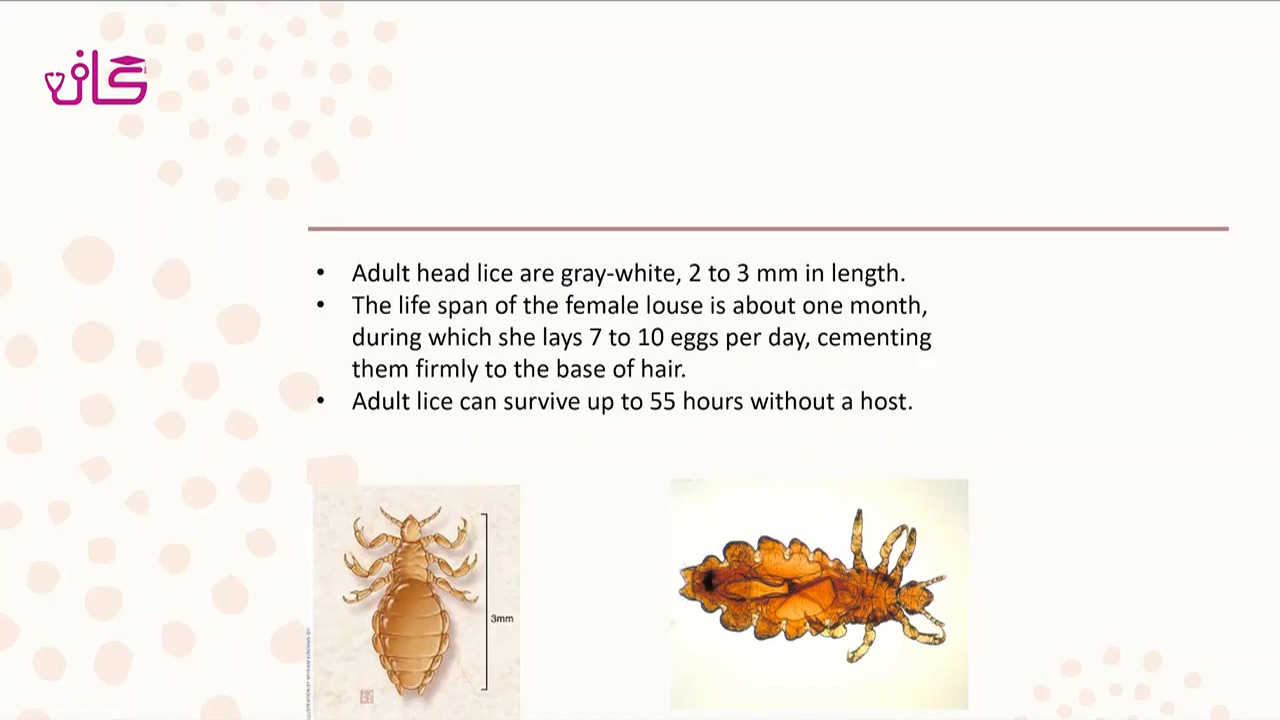 كان
• Adult head lice are gray-white, 2 to 3 mm in length.
• The life span of the female louse is about one month,
during which she lays 7 to 10 eggs per day, cementing
them firmly to the base of hair.
• Adult lice can survive up to 55 hours without a host.
3mm